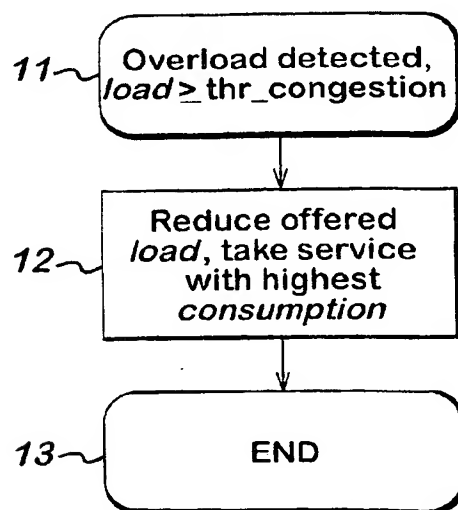 11
Overload detected,
load ≥ thr_congestion
12
Reduce offered
load, take service
with highest
consumption
13
END